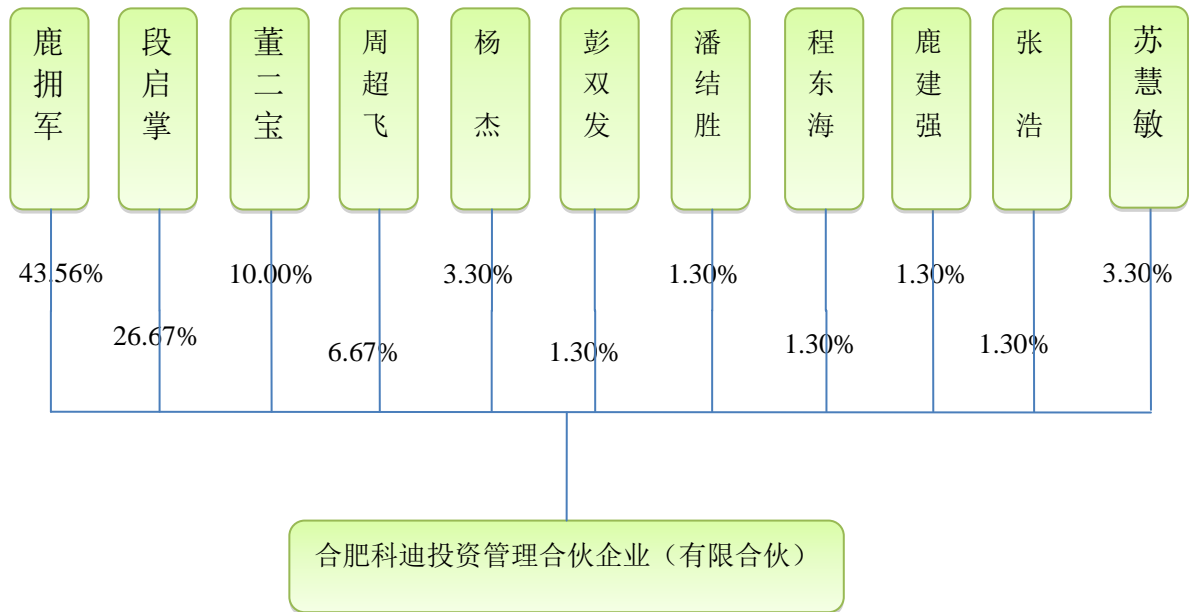 鹿拥军
段启掌
董二宝
周超飞
杨杰
彭双发
潘结胜
程东海
鹿建强
张浩
苏慧敏
43.56%
26.67%
10.00%
6.67%
3.30%
1.30%
1.30%
1.30%
1.30%
1.30%
3.30%
合肥科迪投资管理合伙企业（有限合伙）